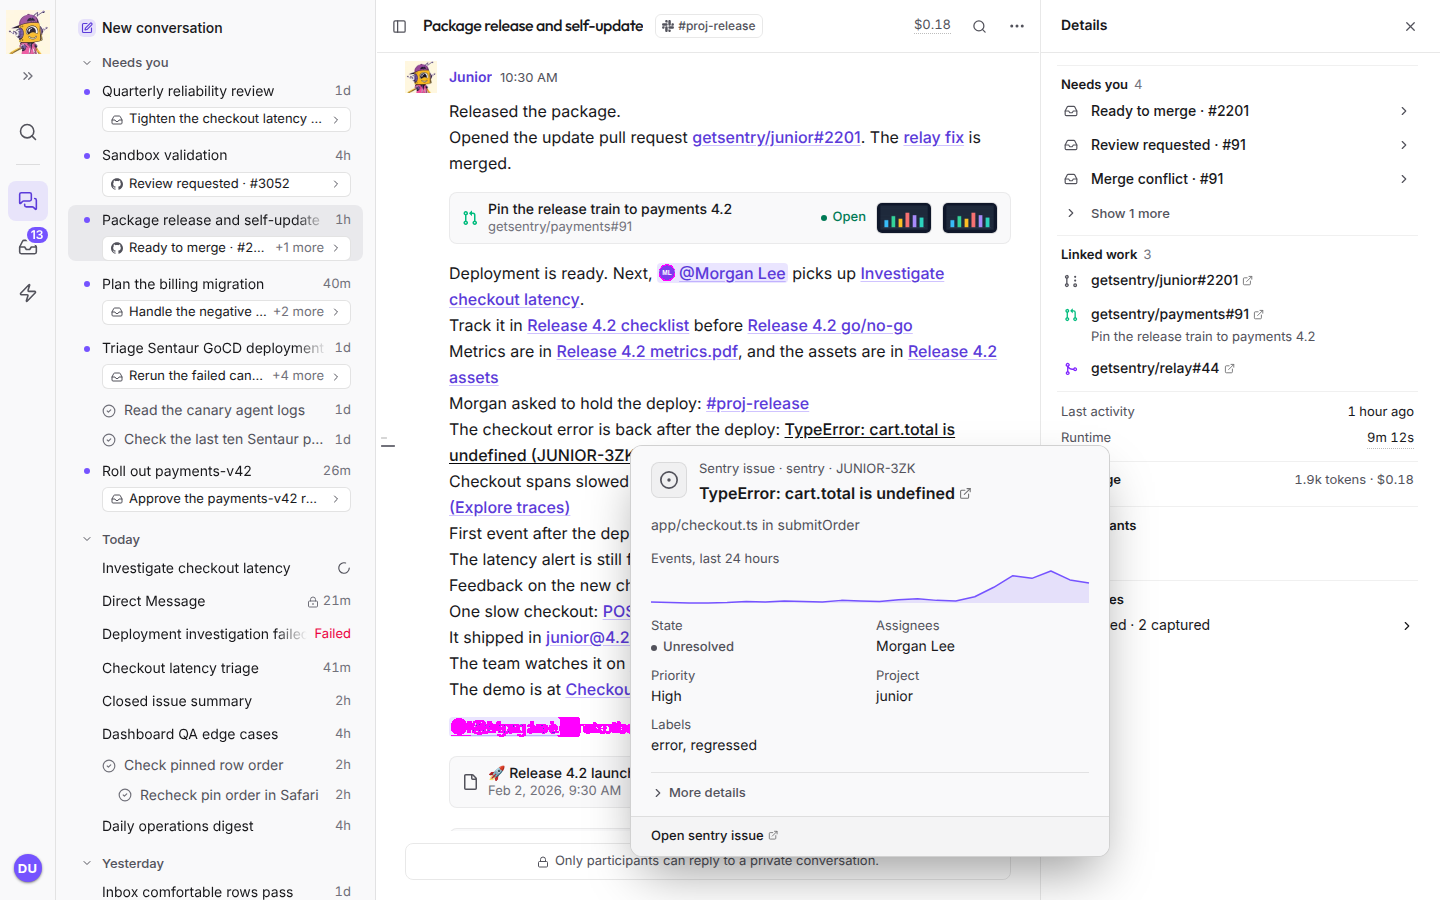 New conversation
Needs you
Quarterly reliability review 1d
Tighten the checkout latency ...
Sandbox validation 4h
Review requested · #3052
Package release and self-update 1h
Ready to merge · #2... +1 more
13
Plan the billing migration 40m
Handle the negative ... +2 more
Triage Sentaur GoCD deployment 1d
Rerun the failed can... +4 more
Read the canary agent logs 1d
Check the last ten Sentaur p... 1d
Roll out payments-v42 26m
Approve the payments-v42 r...
Today
Investigate checkout latency
Direct Message 21m
Deployment investigation failed Failed
Checkout latency triage 41m
Closed issue summary 2h
Dashboard QA edge cases 4h
Check pinned row order 2h
Recheck pin order in Safari 2h
Daily operations digest 4h
Yesterday
Inbox comfortable rows pass 1d
DU
Package release and self-update #proj-release $0.18
Junior 10:30 AM
Released the package.
Opened the update pull request getsentry/junior#2201. The relay fix is
merged.
Pin the release train to payments 4.2
getsentry/payments#91
Open
Deployment is ready. Next, ML @Morgan Lee picks up Investigate
checkout latency.
Track it in Release 4.2 checklist before Release 4.2 go/no-go
Metrics are in Release 4.2 metrics.pdf, and the assets are in Release 4.2
assets
Morgan asked to hold the deploy: #proj-release
The checkout error is back after the deploy: TypeError: cart.total is
undefined (JUNIOR-3ZK
Checkout spans slowed
(Explore traces)
First event after the dep
The latency alert is still f
Feedback on the new ch
One slow checkout: POS
It shipped in junior@4.2
The team watches it on
The demo is at Checkou
🚀 Release 4.2 launch
Feb 2, 2026, 9:30 AM
Only participants can reply to a private conversation.
Sentry issue · sentry · JUNIOR-3ZK
TypeError: cart.total is undefined
app/checkout.ts in submitOrder
Events, last 24 hours
State Assignees
Unresolved Morgan Lee
Priority Project
High junior
Labels
error, regressed
More details
Open sentry issue
Details
Needs you 4
Ready to merge · #2201
Review requested · #91
Merge conflict · #91
Show 1 more
Linked work 3
getsentry/junior#2201
getsentry/payments#91
Pin the release train to payments 4.2
getsentry/relay#44
Last activity 1 hour ago
Runtime 9m 12s
ge 1.9k tokens · $0.18
ants
es
ed · 2 captured